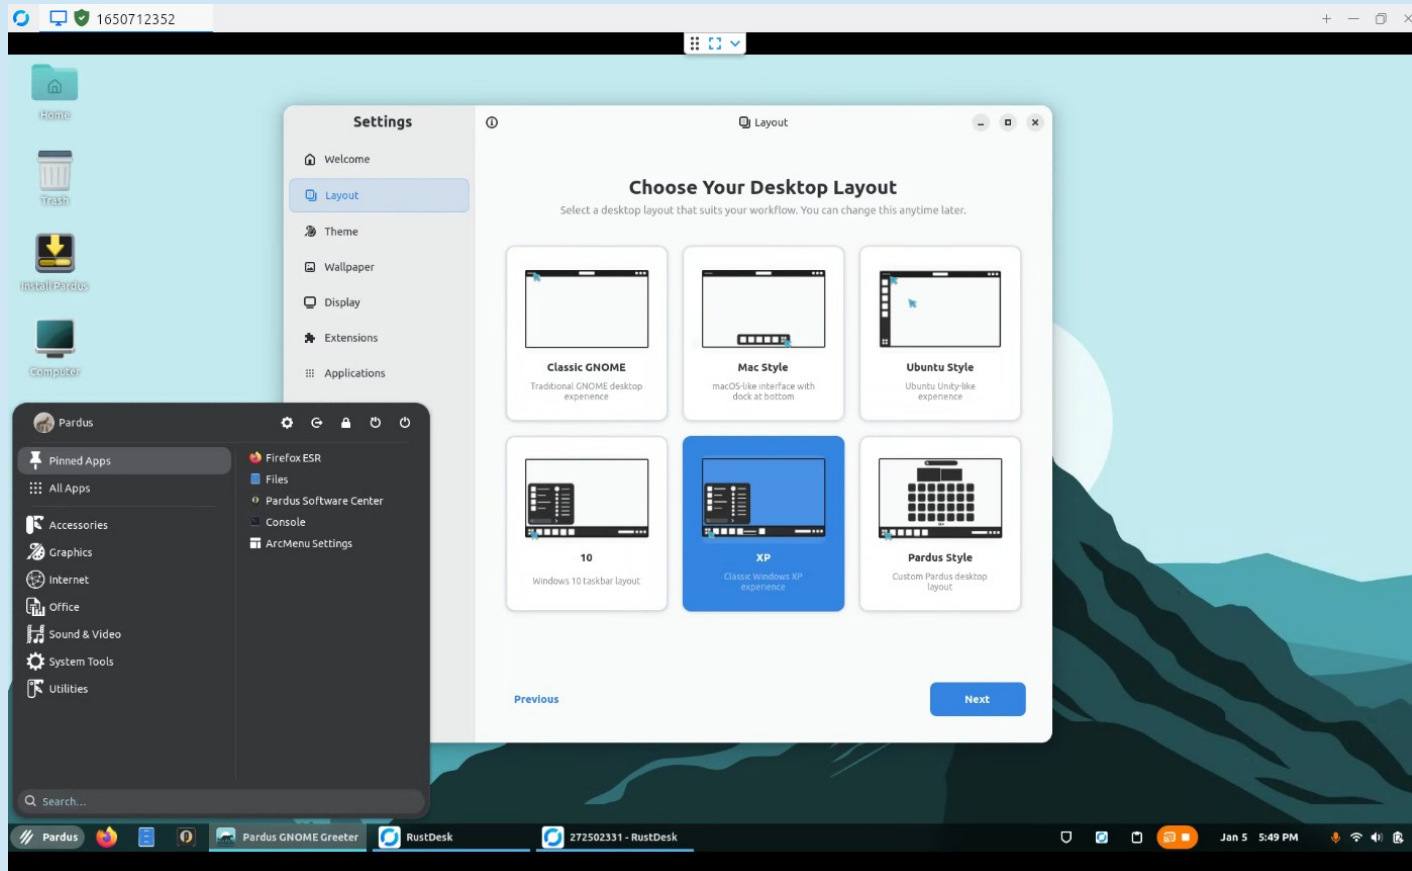 1650712352
Home
Trash
Install Pardus
Computer
Settings
Welcome
Layout
Theme
Wallpaper
Display
Extensions
Applications
Layout
Choose Your Desktop Layout
Select a desktop layout that suits your workflow. You can change this anytime later.
Classic GNOME
Traditional GNOME desktop
experience
Mac Style
macOS-like interface with
dock at bottom
Ubuntu Style
Ubuntu Unity-like
experience
10
Windows 10 taskbar layout
XP
Classic Windows XP
experience
Pardus Style
Custom Pardus desktop
layout
Previous
Next
Pardus
Pinned Apps
All Apps
Accessories
Graphics
Internet
Office
Sound & Video
System Tools
Utilities
Firefox ESR
Files
Pardus Software Center
Console
ArcMenu Settings
Search...
Pardus
Pardus GNOME Greeter
RustDesk
272502331 - RustDesk
Jan 5 5:49 PM